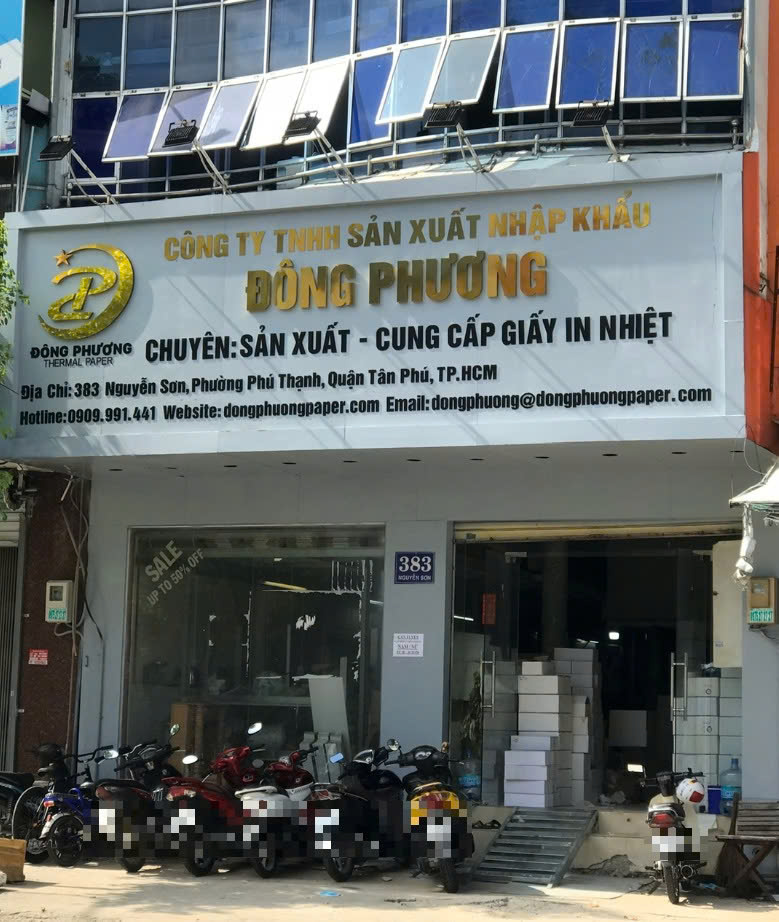 CÔNG TY TNHH SẢN XUẤT NHẬP KHẨU
ĐÔNG PHƯƠNG
CHUYÊN: SẢN XUẤT - CUNG CẤP GIẤY IN NHIỆT
ĐÔNG PHƯƠNG
THERMAL PAPER
Địa Chỉ: 383 Nguyễn Sơn, Phường Phú Thạnh, Quận Tân Phú, TP.HCM
Hotline: 0909.991.441 Website: dongphuongpaper.com Email: dongphuong@dongphuongpaper.com
SALE
UP TO 50% OFF
383
NGUYỄN SƠN